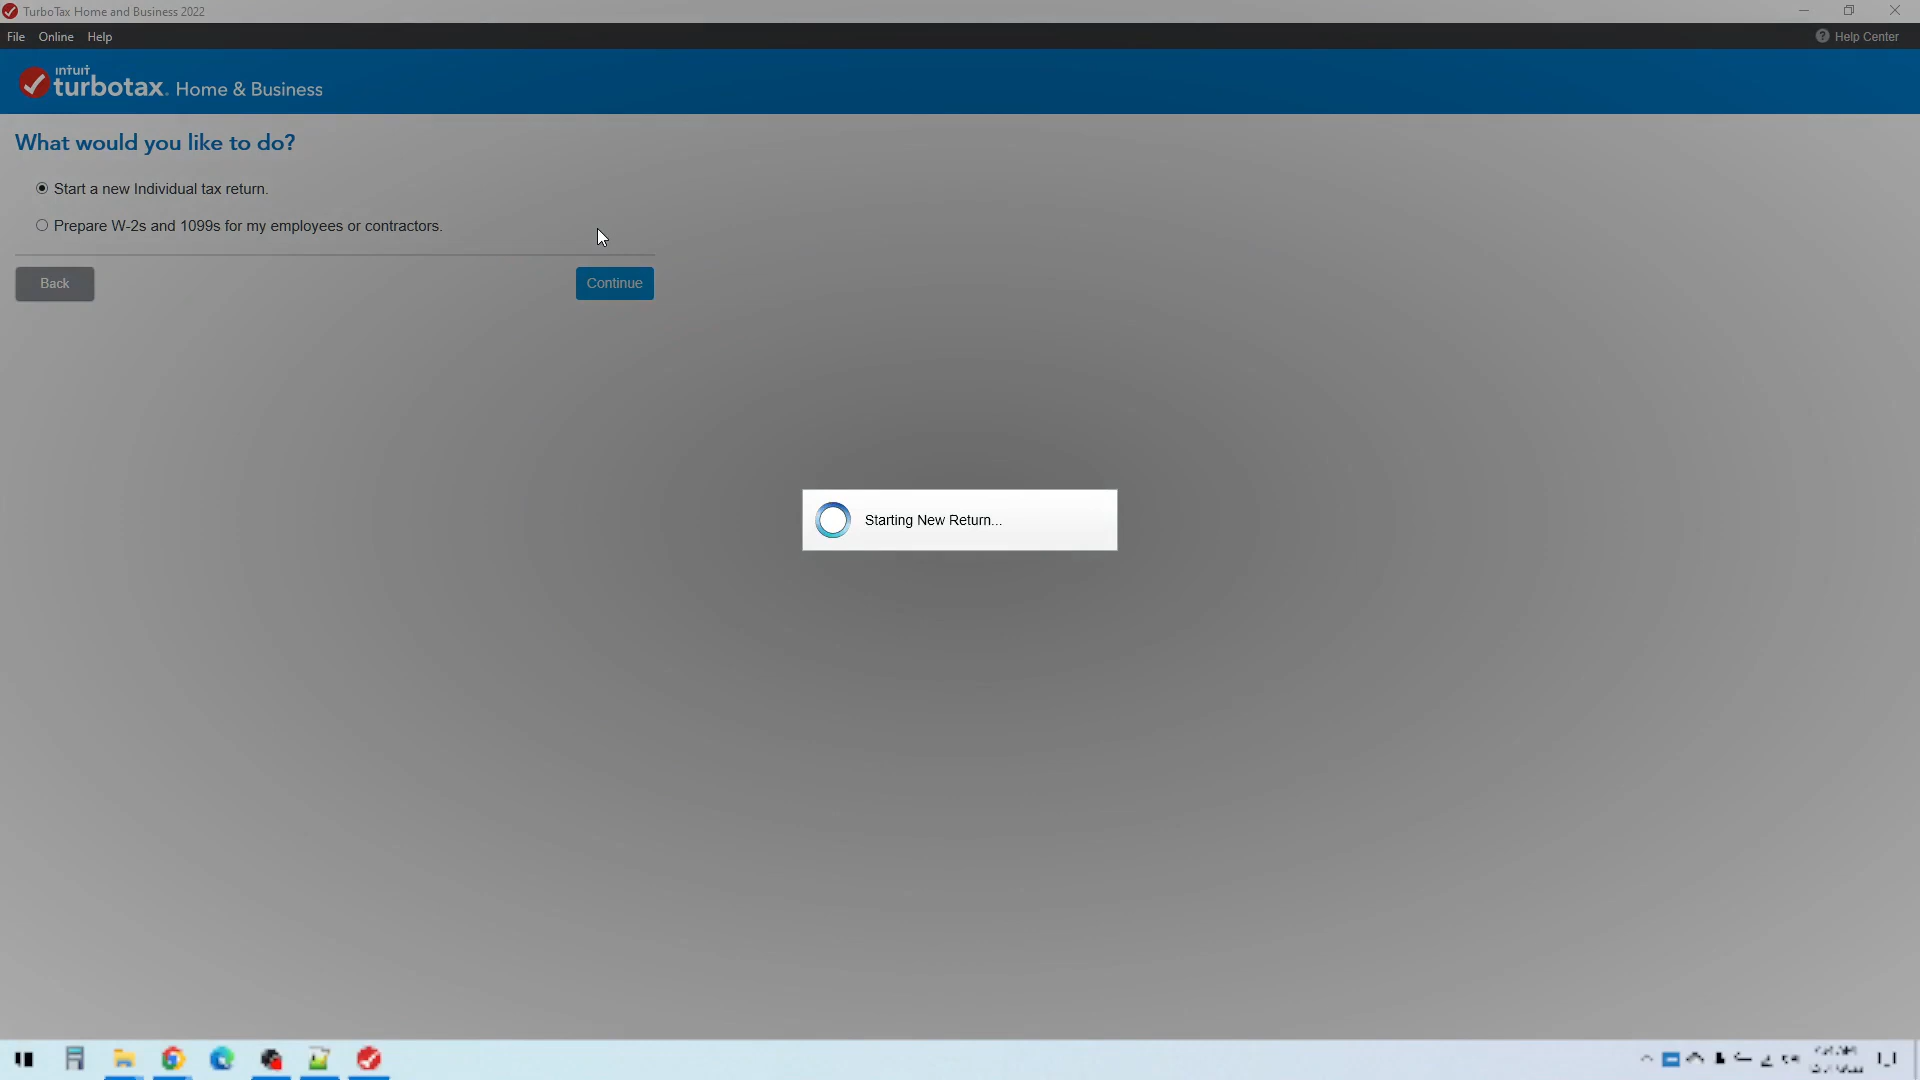 TurboTax Home and Business 2022
File Online Help
Help Center
intuit
turbotax. Home & Business
What would you like to do?
Start a new Individual tax return.
Prepare W-2s and 1099s for my employees or contractors.
Back
Continue
Starting New Return...